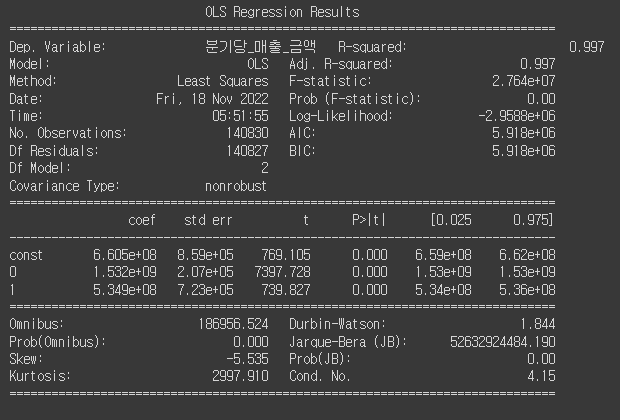 OLS Regression Results
==============================================================================
Dep. Variable: 분기당_매출_금액 R-squared: 0.997
Model: OLS Adj. R-squared: 0.997
Method: Least Squares F-statistic: 2.764e+07
Date: Fri, 18 Nov 2022 Prob (F-statistic): 0.00
Time: 05:51:55 Log-Likelihood: -2.9588e+06
No. Observations: 140830 AIC: 5.918e+06
Df Residuals: 140827 BIC: 5.918e+06
Df Model: 2
Covariance Type: nonrobust
==============================================================================
coef std err t P>|t| [0.025 0.975]
------------------------------------------------------------------------------
const 6.605e+08 8.59e+05 769.105 0.000 6.59e+08 6.62e+08
0 1.532e+09 2.07e+05 7397.728 0.000 1.53e+09 1.53e+09
1 5.349e+08 7.23e+05 739.827 0.000 5.34e+08 5.36e+08
==============================================================================
Omnibus: 186956.524 Durbin-Watson: 1.844
Prob(Omnibus): 0.000 Jarque-Bera (JB): 52632924484.190
Skew: -5.535 Prob(JB): 0.00
Kurtosis: 2997.910 Cond. No. 4.15
==============================================================================